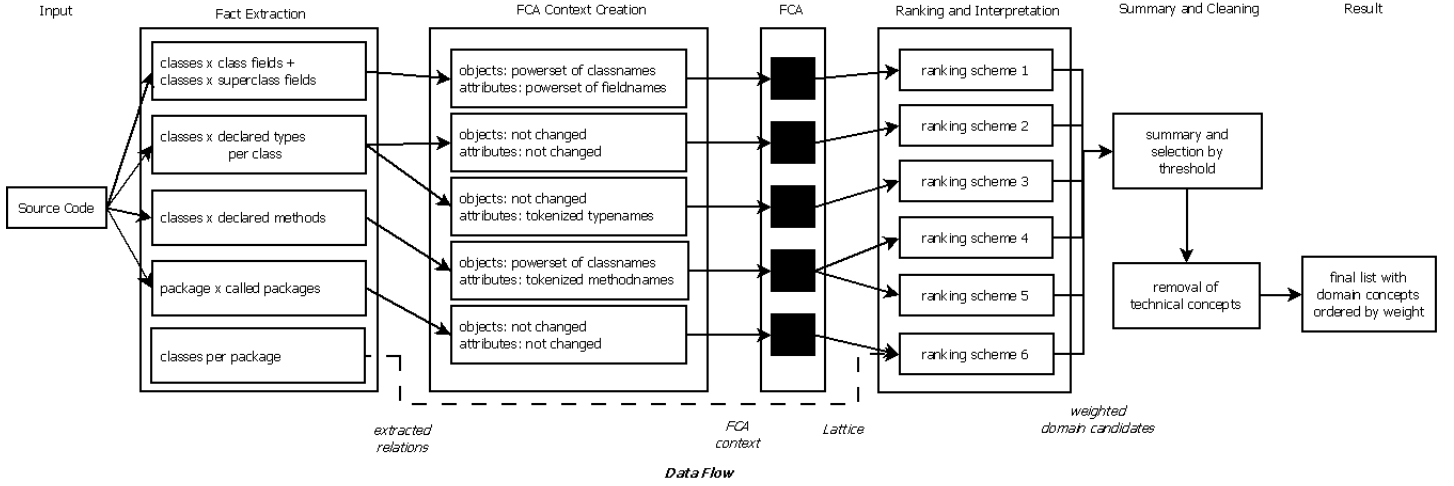 Input
Fact Extraction
FCA Context Creation
FCA
Ranking and Interpretation
Summary and Cleaning
Result
Source Code
classes x class fields +
classes x superclass fields
classes x declared types
per class
classes x declared methods
package x called packages
classes per package
objects: powerset of classnames
attributes: powerset of fieldnames
objects: not changed
attributes: not changed
objects: not changed
attributes: tokenized typenames
objects: powerset of classnames
attributes: tokenized methodnames
objects: not changed
attributes: not changed
ranking scheme 1
ranking scheme 2
ranking scheme 3
ranking scheme 4
ranking scheme 5
ranking scheme 6
summary and
selection by
threshold
removal of
technical concepts
final list with
domain concepts
ordered by weight
extracted
relations
FCA
context
Lattice
weighted
domain candidates
Data Flow